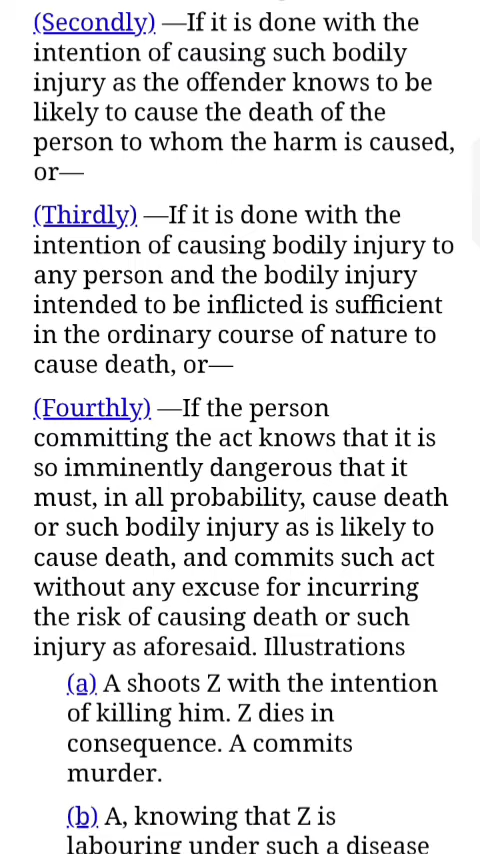 (Secondly) —If it is done with the
intention of causing such bodily
injury as the offender knows to be
likely to cause the death of the
person to whom the harm is caused,
or—
(Thirdly) —If it is done with the
intention of causing bodily injury to
any person and the bodily injury
intended to be inflicted is sufficient
in the ordinary course of nature to
cause death, or—
(Fourthly) —If the person
committing the act knows that it is
so imminently dangerous that it
must, in all probability, cause death
or such bodily injury as is likely to
cause death, and commits such act
without any excuse for incurring
the risk of causing death or such
injury as aforesaid. Illustrations
(a) A shoots Z with the intention
of killing him. Z dies in
consequence. A commits
murder.
(b) A, knowing that Z is
labouring under such a disease